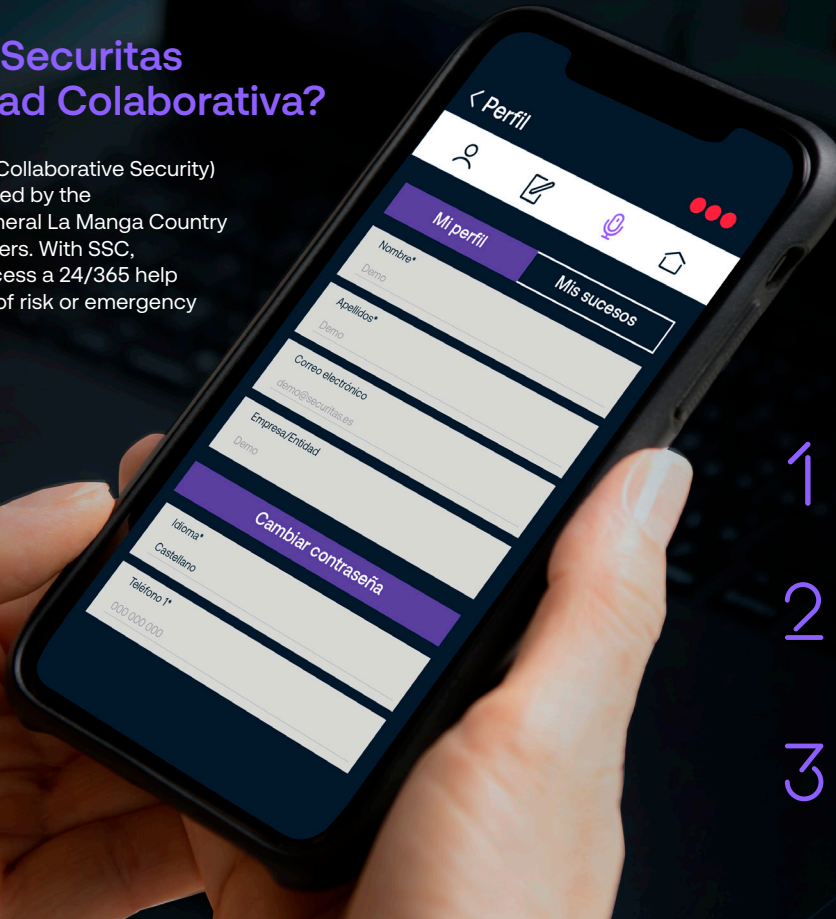 Securitas
ad Colaborativa?
Collaborative Security)
ed by the
neral La Manga Country
ers. With SSC,
cess a 24/365 help
of risk or emergency
< Perfil
Mi perfil
Mis sucesos
Nombre*
Demo
Apellidos*
Demo
Correo electrónico
demo@securitas.es
Empresa/Entidad
Demo
Cambiar contraseña
Idioma*
Castellano
Teléfono 1*
000 000 000
1
2
3